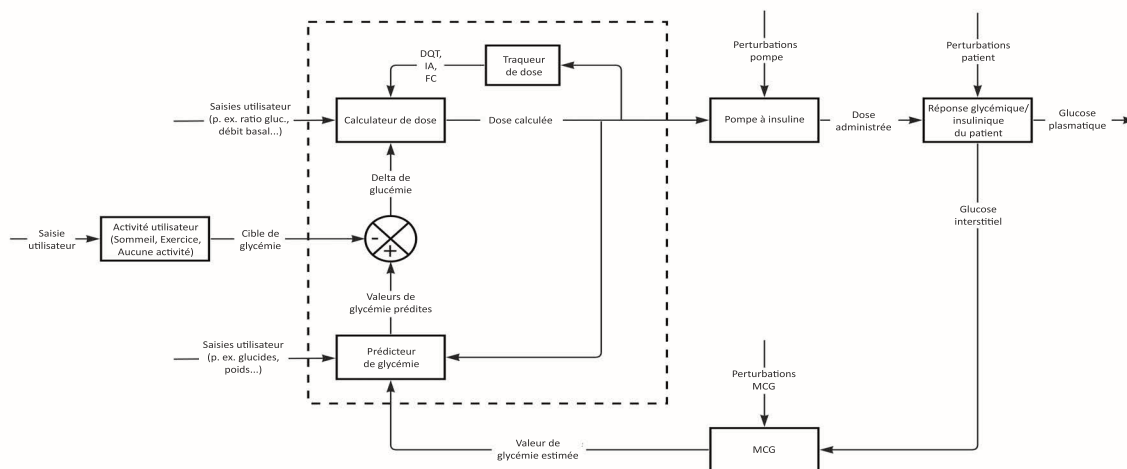 Perturbations
pompe
Perturbations
patient
DQT,
IA,
FC
Traqueur
de dose
Saisies utilisateur
(p. ex. ratio gluc.,
débit basal...)
Calculateur de dose
Dose calculée
Pompe à insuline
Dose
administrée
Réponse glycémique/
insulinique
du patient
Glucose
plasmatique
Delta de
glucémie
Glucose
interstitiel
Saisie
utilisateur
Activité utilisateur
(Sommeil, Exercice,
Aucune activité)
Cible de
glycémie
-
+
Valeurs de
glycémie prédites
Saisies utilisateur
(p. ex. glucides,
poids...)
Prédicteur
de glycémie
Perturbations
MCG
Valeur de
glycémie estimée
MCG